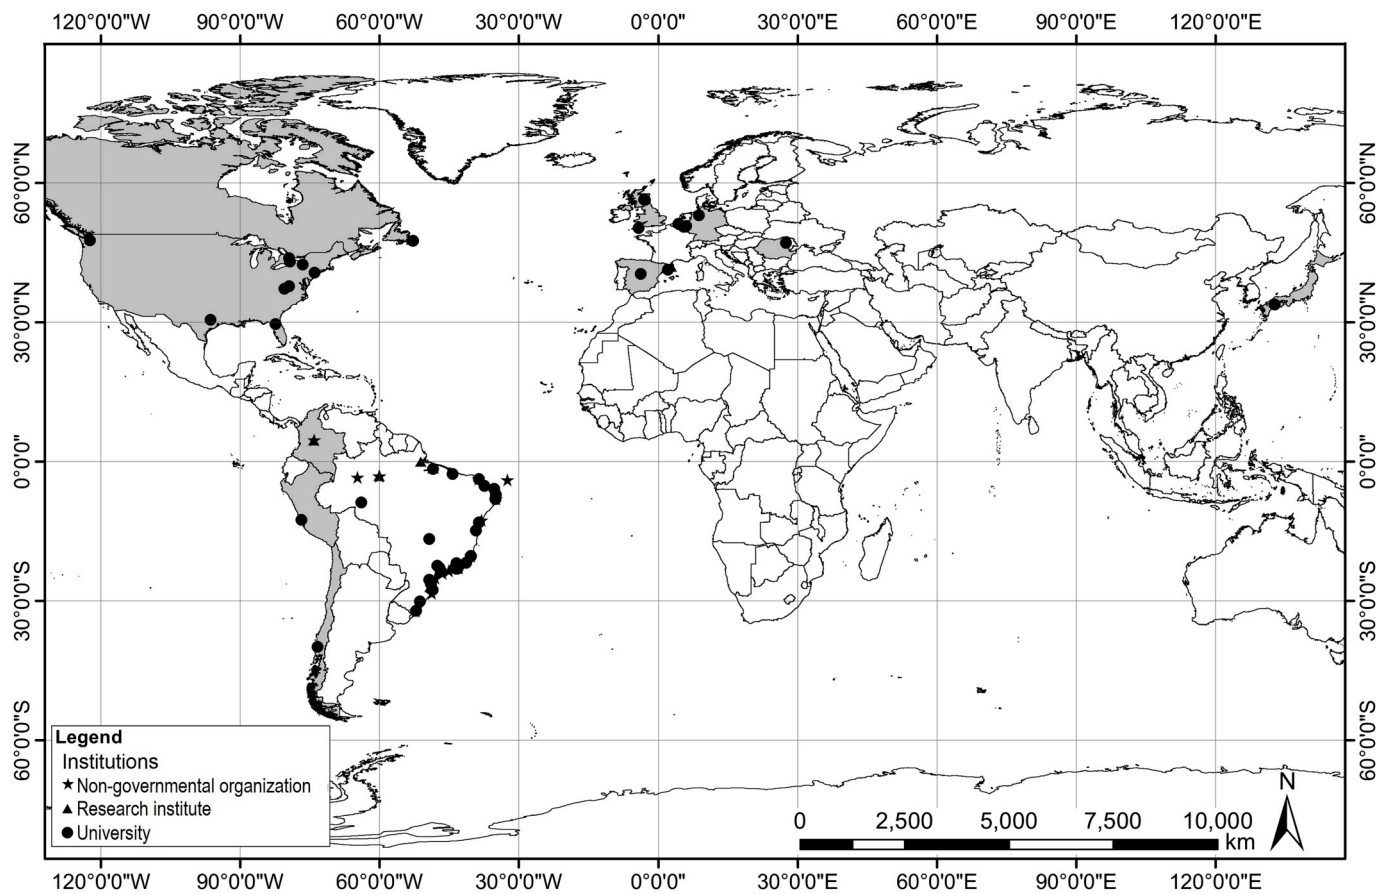 120°0'0"W 90°0'0"W 60°0'0"W 30°0'0"W 0°0'0" 30°0'0"E 60°0'0"E 90°0'0"E 120°0'0"E
60°0'0"N 60°0'0"N
30°0'0"N 30°0'0"N
0°0'0" 0°0'0"
30°0'0"S 30°0'0"S
60°0'0"S 60°0'0"S
Legend
Institutions
Non-governmental organization
Research institute
University
N
0 2,500 5,000 7,500 10,000
km
120°0'0"W 90°0'0"W 60°0'0"W 30°0'0"W 0°0'0" 30°0'0"E 60°0'0"E 90°0'0"E 120°0'0"E